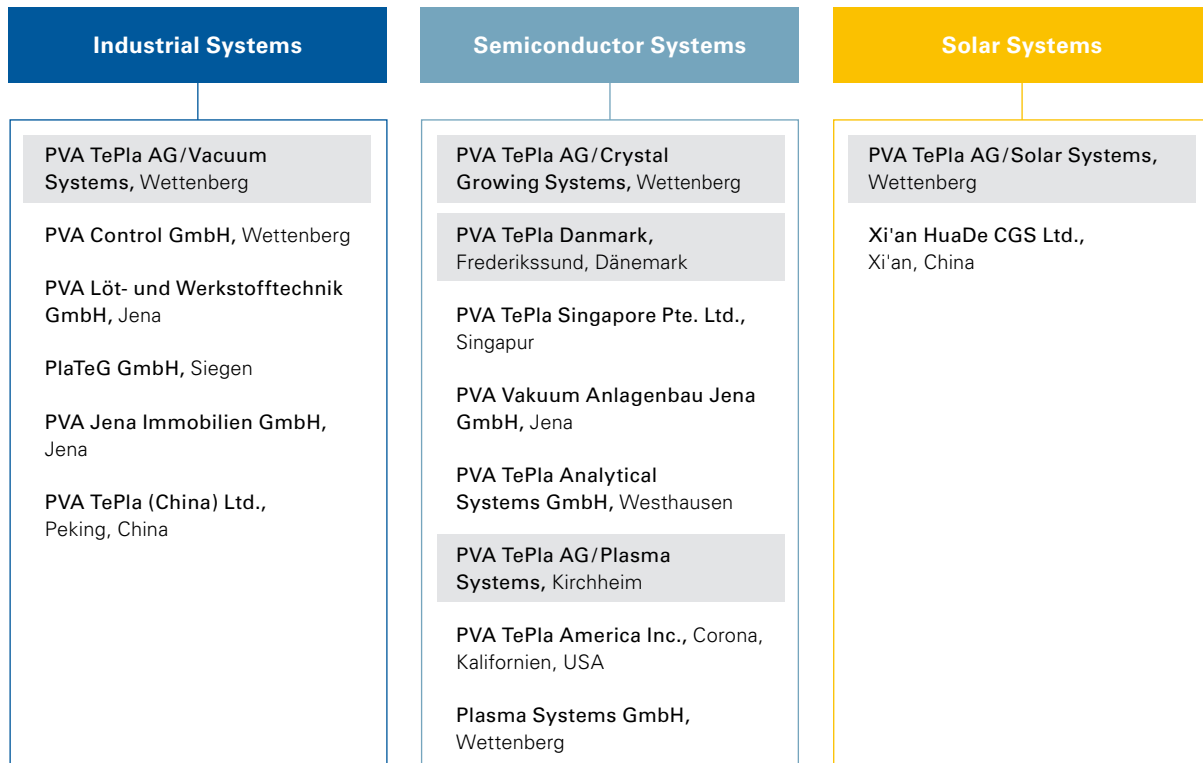 Industrial Systems
PVA TePla AG/Vacuum
Systems, Wettenberg
PVA Control GmbH, Wettenberg
PVA Löt- und Werkstofftechnik
GmbH, Jena
PlaTeG GmbH, Siegen
PVA Jena Immobilien GmbH,
Jena
PVA TePla (China) Ltd.,
Peking, China
Semiconductor Systems
PVA TePla AG/Crystal
Growing Systems, Wettenberg
PVA TePla Danmark,
Frederikssund, Dänemark
PVA TePla Singapore Pte. Ltd.,
Singapur
PVA Vakuum Anlagenbau Jena
GmbH, Jena
PVA TePla Analytical
Systems GmbH, Westhausen
PVA TePla AG/Plasma
Systems, Kirchheim
PVA TePla America Inc., Corona,
Kalifornien, USA
Plasma Systems GmbH,
Wettenberg
Solar Systems
PVA TePla AG/Solar Systems,
Wettenberg
Xi'an HuaDe CGS Ltd.,
Xi'an, China